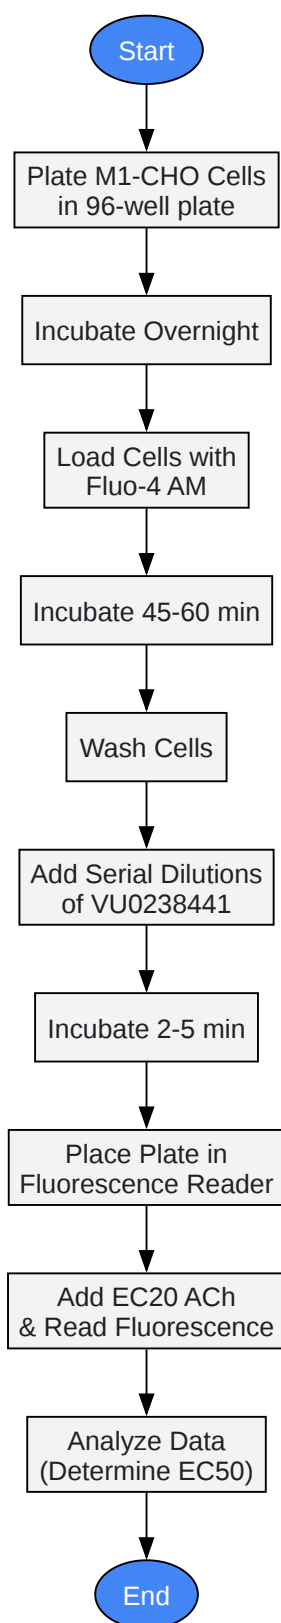 Start
Plate M1-CHO Cells
in 96-well plate
Incubate Overnight
Load Cells with
Fluo-4 AM
Incubate 45-60 min
Wash Cells
Add Serial Dilutions
of VU0238441
Incubate 2-5 min
Place Plate in
Fluorescence Reader
Add EC20 ACh
& Read Fluorescence
Analyze Data
(Determine EC50)
End